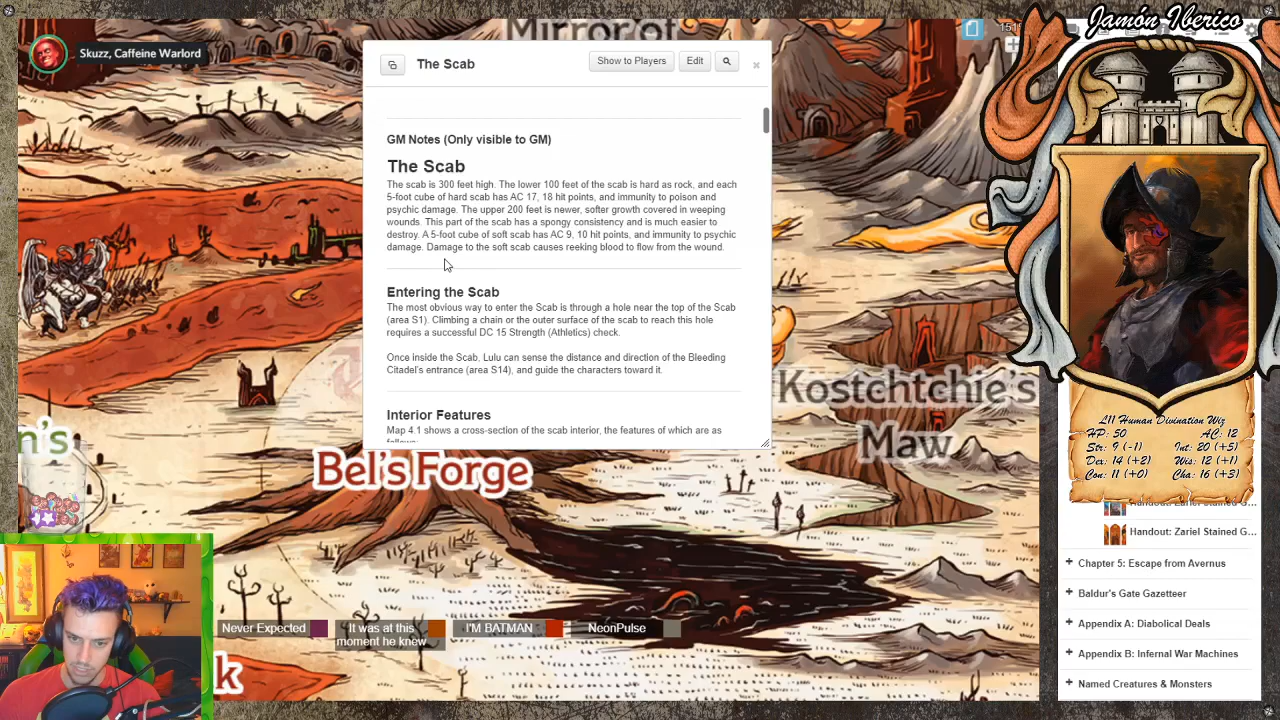 Jamón Iberico
Mirror of
Skuzz, Caffeine Warlord
The Scab
Show to Players
Edit
GM Notes (Only visible to GM)
The Scab
The scab is 300 feet high. The lower 100 feet of the scab is hard as rock, and each
5-foot cube of hard scab has AC 17, 18 hit points, and immunity to poison and
psychic damage. The upper 200 feet is newer, softer growth covered in weeping
wounds. This part of the scab has a spongy consistency and is much easier to
destroy. A 5-foot cube of soft scab has AC 9, 10 hit points, and immunity to psychic
damage. Damage to the soft scab causes reeking blood to flow from the wound.
Entering the Scab
The most obvious way to enter the Scab is through a hole near the top of the Scab
(area S1). Climbing a chain or the outer surface of the scab to reach this hole
requires a successful DC 15 Strength (Athletics) check.
Once inside the Scab, Lulu can sense the distance and direction of the Bleeding
Citadel's entrance (area S14), and guide the characters toward it.
Interior Features
Map 4.1 shows a cross-section of the scab interior, the features of which are as
follows:
Kostchtchie's
Maw
n's
Bel's Forge
k
Never Expected
It was at this
moment he knew
I'M BATMAN
NeonPulse
HP: 50
AC: 12
Str: 9 (-1)
Int: 20 (+5)
Dex: 14 (+2)
Wis: 12 (+1)
Con: 11 (+0)
Cha: 16 (+3)
Handout: Zariel Stained G...
Handout: Zariel Stained G...
Chapter 5: Escape from Avernus
Baldur's Gate Gazetteer
Appendix A: Diabolical Deals
Appendix B: Infernal War Machines
Named Creatures & Monsters